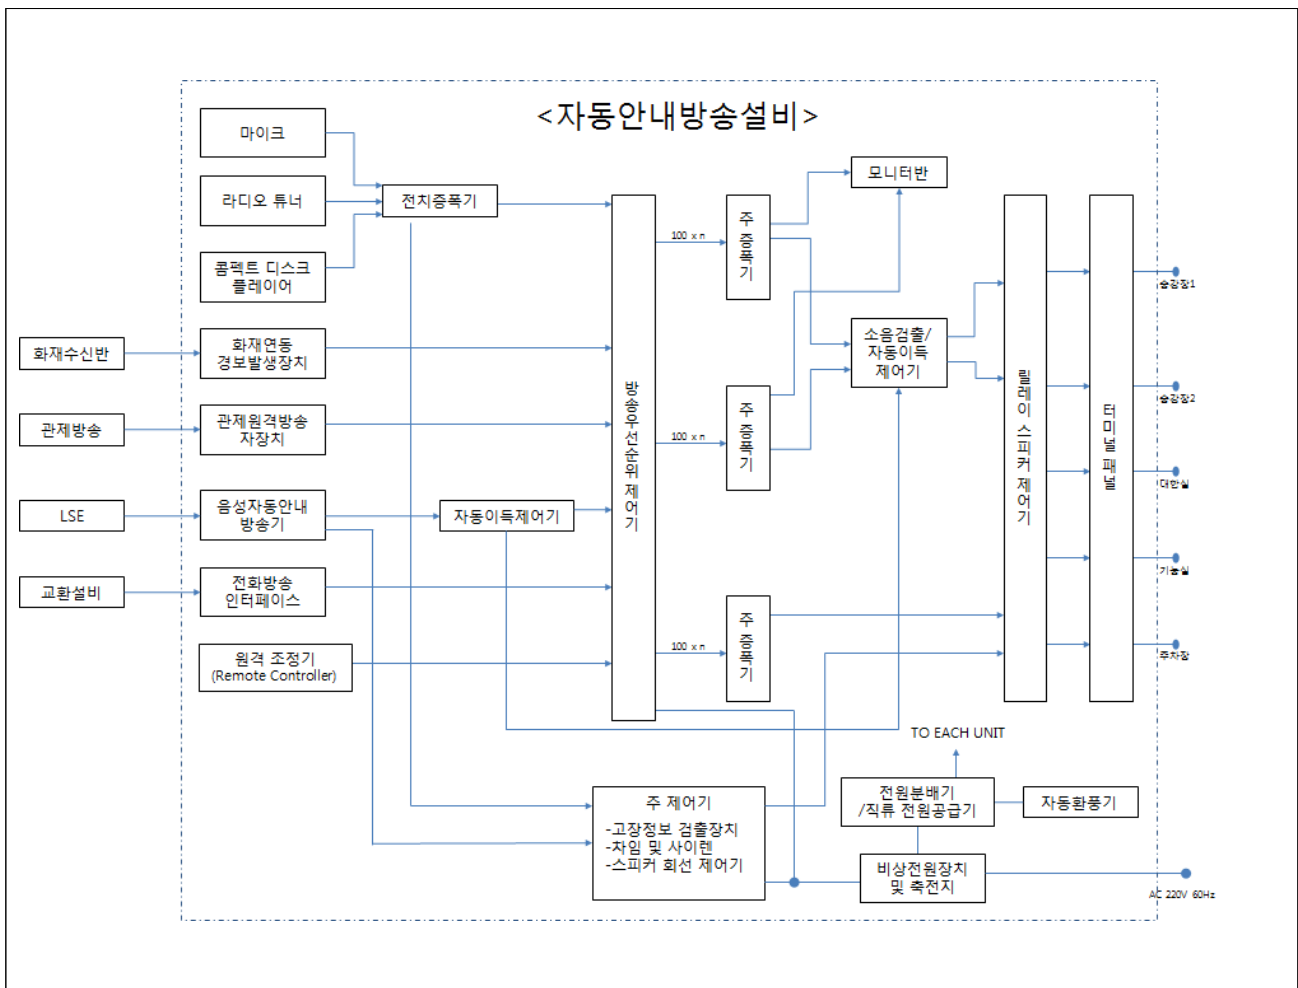 <자동안내방송설비>
마이크
라디오 튜너
콤펙트 디스크
플레이어
전치증폭기
화재수신반
화재연동
경보발생장치
관제방송
관제원격방송
자장치
LSE
음성자동안내
방송기
자동이득제어기
교환설비
전화방송
인터페이스
원격 조정기
(Remote Controller)
방송우선순위 제어기
100 x n
100 x n
100 x n
주 증폭기
주 증폭기
주 증폭기
모니터반
소음검출/
자동이득
제어기
릴레이 스피커 제어기
터미널 패널
승강장1
승강장2
대합실
기능실
주차장
TO EACH UNIT
주 제어기
-고장정보 검출장치
-차임 및 사이렌
-스피커 회선 제어기
전원분배기
/직류 전원공급기
자동환풍기
비상전원장치
및 축전지
AC 220V 60Hz